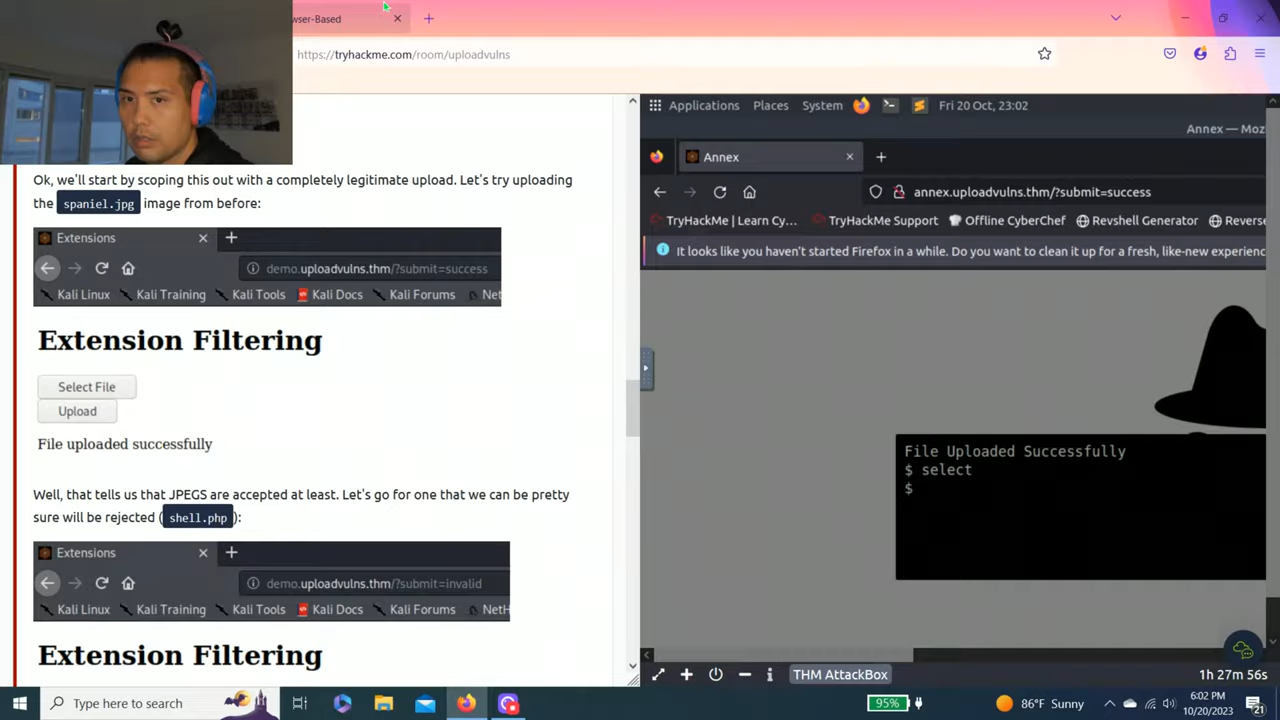 wser-Based
https://tryhackme.com/room/uploadvulns
Ok, we'll start by scoping this out with a completely legitimate upload. Let's try uploading
the spaniel.jpg image from before:
Extensions
demo.uploadvulns.thm/?submit=success
Kali Linux Kali Training Kali Tools Kali Docs Kali Forums Net
Extension Filtering
Select File
Upload
File uploaded successfully
Well, that tells us that JPEGS are accepted at least. Let's go for one that we can be pretty
sure will be rejected (shell.php):
Extensions
demo.uploadvulns.thm/?submit=invalid
Kali Linux Kali Training Kali Tools Kali Docs Kali Forums NetH
Extension Filtering
Applications Places System Fri 20 Oct, 23:02
Annex — Moz
Annex
annex.uploadvulns.thm/?submit=success
TryHackMe | Learn Cy... TryHackMe Support Offline CyberChef Revshell Generator Reverse
It looks like you haven't started Firefox in a while. Do you want to clean it up for a fresh, like-new experienc
File Uploaded Successfully
$ select
$
THM AttackBox
1h 27m 56s
Type here to search
95%
86°F Sunny
6:02 PM
10/20/2023
21